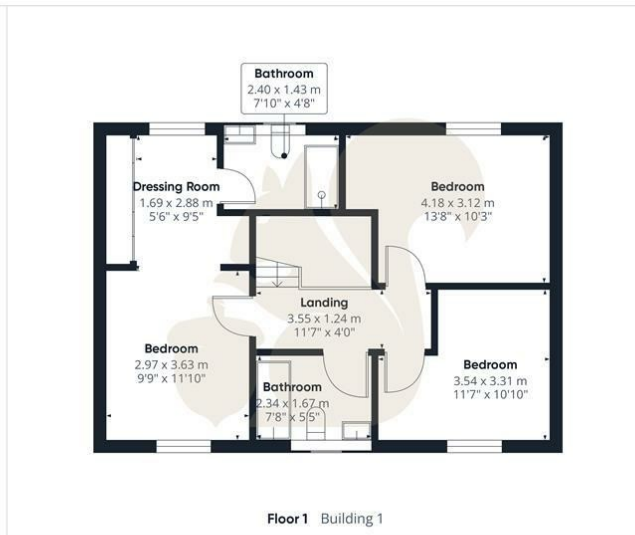 Bathroom
2.40 x 1.43 m
7'10" x 4'8"
Dressing Room
1.69 x 2.88 m
5'6" x 9'5"
Bedroom
4.18 x 3.12 m
13'8" x 10'3"
Landing
3.55 x 1.24 m
11'7" x 4'0"
Bedroom
2.97 x 3.63 m
9'9" x 11'10"
Bathroom
2.34 x 1.67 m
7'8" x 5'5"
Bedroom
3.54 x 3.31 m
11'7" x 10'10"
Floor 1 Building 1